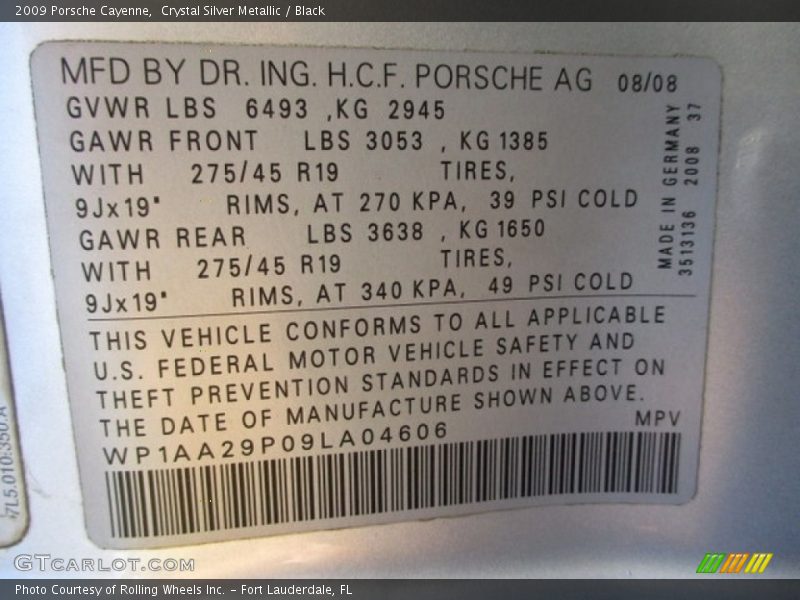 2009 Porsche Cayenne,  Crystal Silver Metallic / Black
MFD BY DR. ING. H.C.F. PORSCHE AG 08/08
GVWR LBS 6493 ,KG 2945
GAWR FRONT LBS 3053 , KG 1385
WITH 275/45 R19 TIRES,
9Jx19" RIMS, AT 270 KPA, 39 PSI COLD
GAWR REAR LBS 3638 , KG 1650
WITH 275/45 R19 TIRES,
9Jx19" RIMS, AT 340 KPA, 49 PSI COLD
THIS VEHICLE CONFORMS TO ALL APPLICABLE
U.S. FEDERAL MOTOR VEHICLE SAFETY AND
THEFT PREVENTION STANDARDS IN EFFECT ON
THE DATE OF MANUFACTURE SHOWN ABOVE.
WP1AA29P09LA04606 MPV
MADE IN GERMANY
3513136 2008 37
7L5.010.350.A
GTCARLOT.COM
Photo Courtesy of Rolling Wheels Inc. – Fort Lauderdale, FL